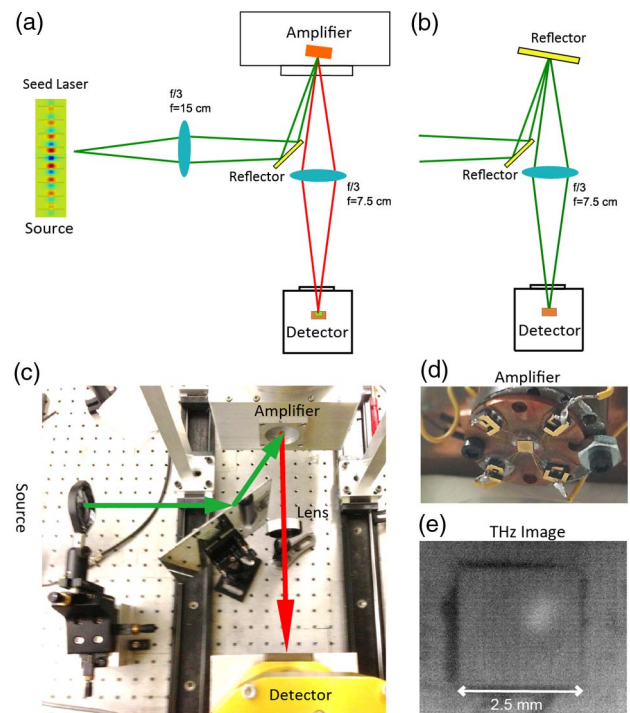 (a)
Amplifier
Seed Laser
f/3
f=15 cm
Reflector
f/3
f=7.5 cm
Source
Detector
(b)
Reflector
Reflector
f/3
f=7.5 cm
Detector
(c)
Amplifier
Source
Lens
Detector
(d)
Amplifier
(e)
THz Image
2.5 mm